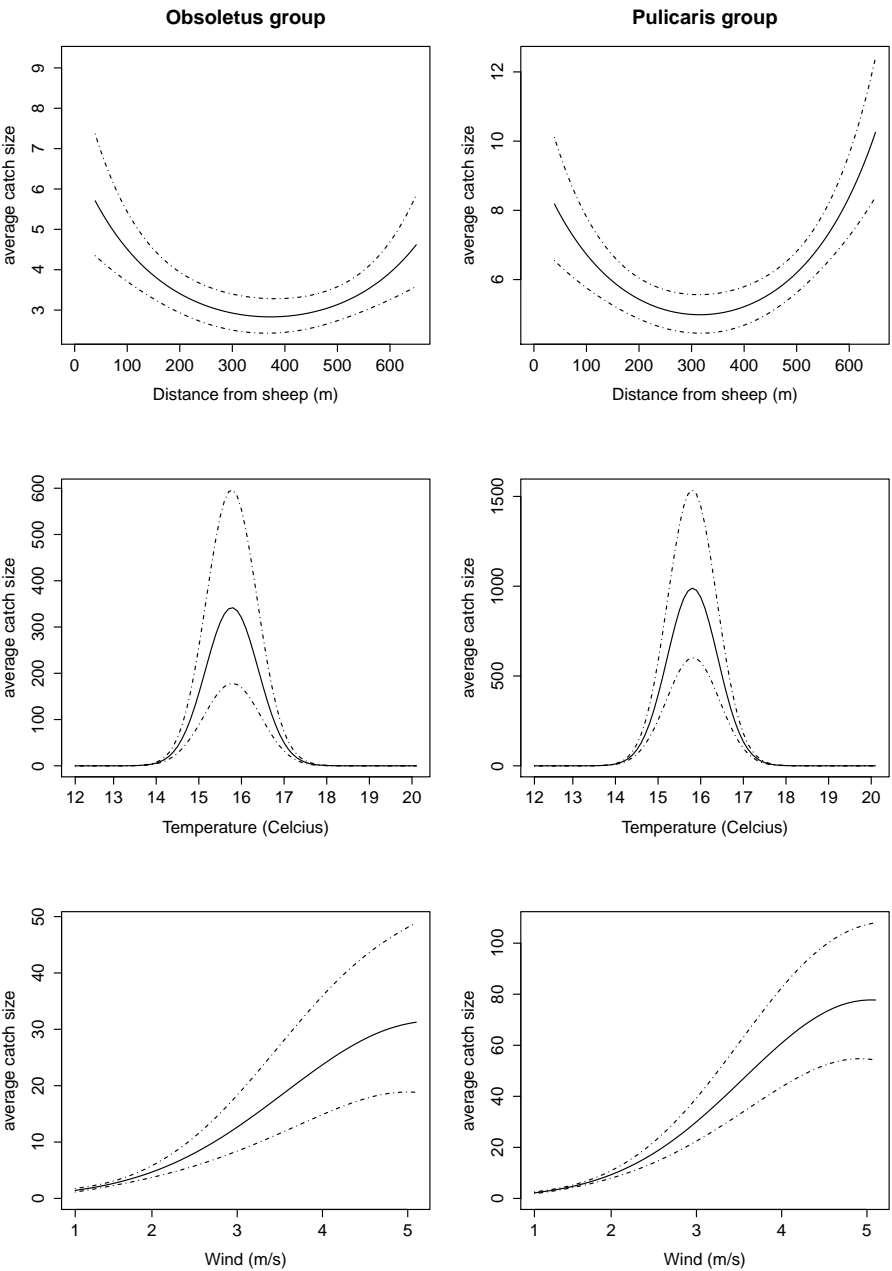 Obsoletus group
Pulicaris group
average catch size
3 4 5 6 7 8 9
0 100 200 300 400 500 600
Distance from sheep (m)
average catch size
6 8 10 12
0 100 200 300 400 500 600
Distance from sheep (m)
average catch size
0 100 200 300 400 500 600
12 13 14 15 16 17 18 19 20
Temperature (Celcius)
average catch size
0 500 1000 1500
12 13 14 15 16 17 18 19 20
Temperature (Celcius)
average catch size
0 10 20 30 40 50
1 2 3 4 5
Wind (m/s)
average catch size
0 20 40 60 80 100
1 2 3 4 5
Wind (m/s)